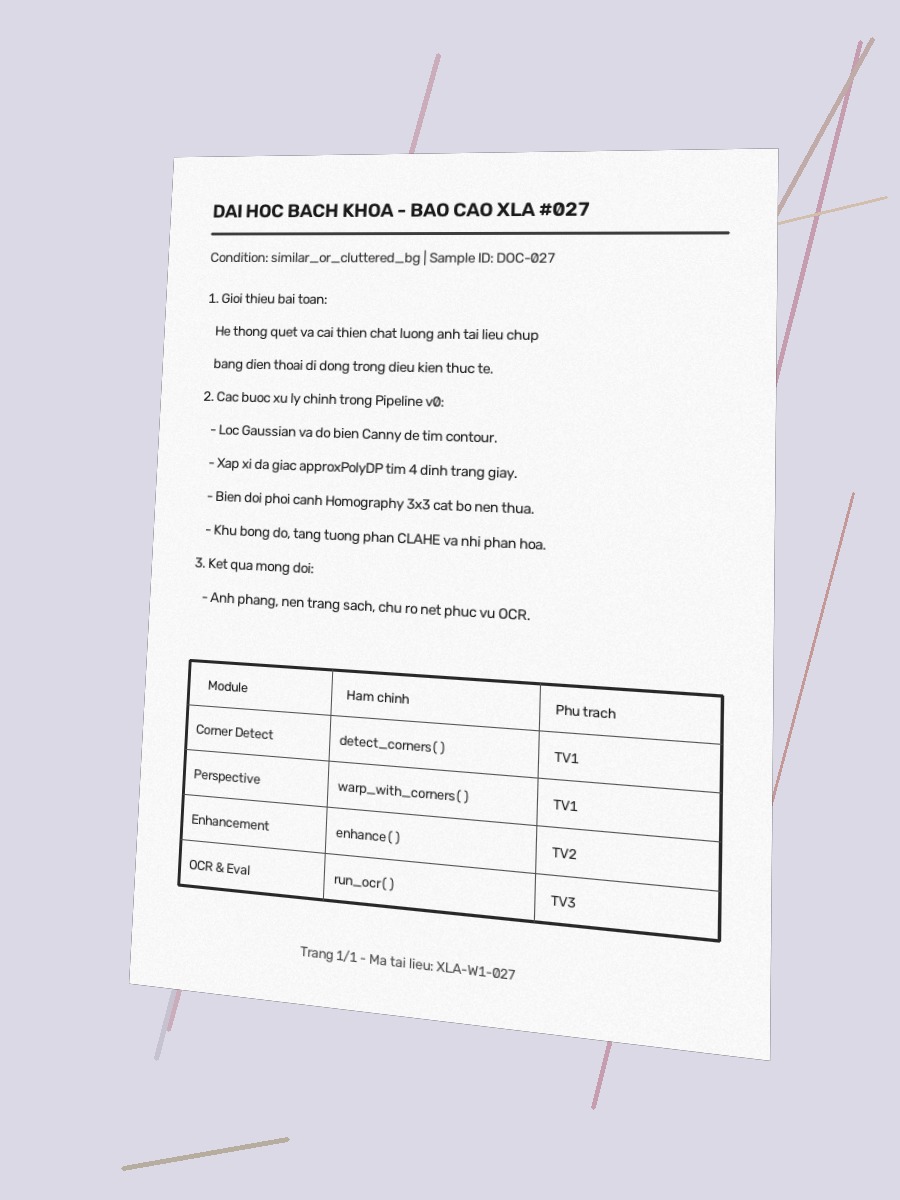 DAI HOC BACH KHOA - BAO CAO XLA #027
Condition: similar_or_cluttered_bg | Sample ID: DOC-027
1. Gioi thieu bai toan:
He thong quet va cai thien chat luong anh tai lieu chup
bang dien thoai di dong trong dieu kien thuc te.
2. Cac buoc xu ly chinh trong Pipeline v0:
- Loc Gaussian va do bien Canny de tim contour.
- Xap xi da giac approxPolyDP tim 4 dinh trang giay.
- Bien doi phoi canh Homography 3x3 cat bo nen thua.
- Khu bong do, tang tuong phan CLAHE va nhi phan hoa.
3. Ket qua mong doi:
- Anh phang, nen trang sach, chu ro net phuc vu OCR.
Module Ham chinh Phu trach
Corner Detect detect_corners() TV1
Perspective warp_with_corners() TV1
Enhancement enhance() TV2
OCR & Eval run_ocr() TV3
Trang 1/1 - Ma tai lieu: XLA-W1-027